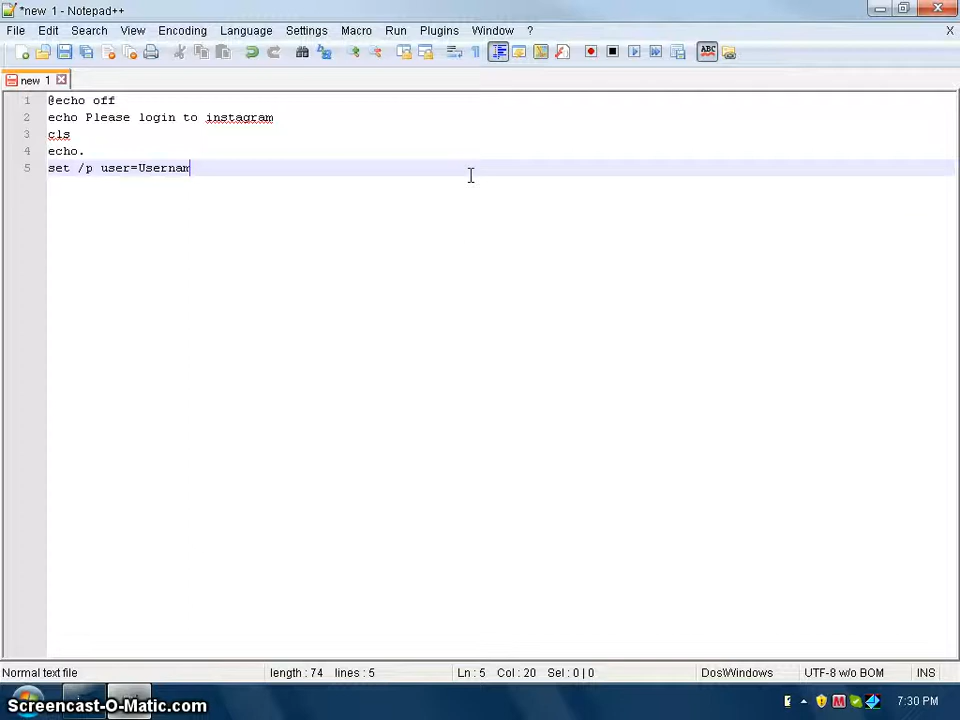 *new 1 - Notepad++
File Edit Search View Encoding Language Settings Macro Run Plugins Window ? X
ABC
new 1
1 @echo off
2 echo Please login to instagram
3 cls
4 echo.
5 set /p user=Usernam
Normal text file length : 74 lines : 5 Ln : 5 Col : 20 Sel : 0 | 0 Dos\Windows UTF-8 w/o BOM INS
Screencast-O-Matic.com 7:30 PM